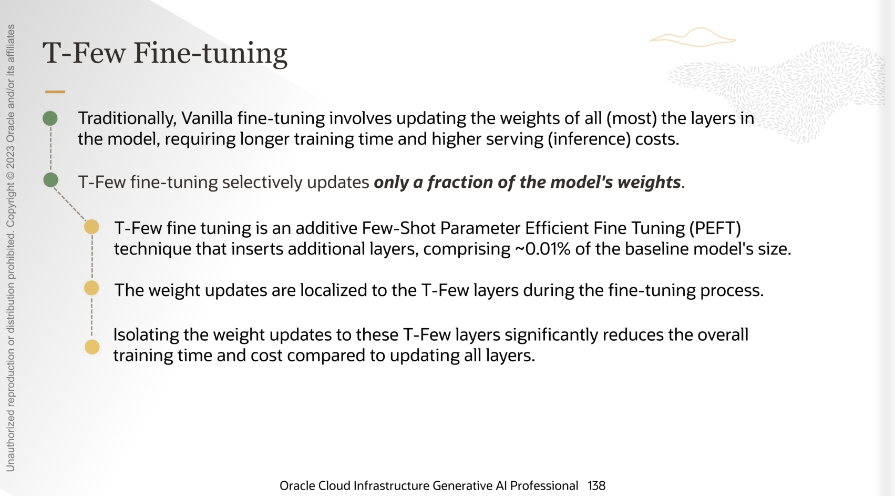 T-Few Fine-tuning
Traditionally, Vanilla fine-tuning involves updating the weights of all (most) the layers in
the model, requiring longer training time and higher serving (inference) costs.
T-Few fine-tuning selectively updates only a fraction of the model's weights.
T-Few fine tuning is an additive Few-Shot Parameter Efficient Fine Tuning (PEFT)
technique that inserts additional layers, comprising ~0.01% of the baseline model's size.
The weight updates are localized to the T-Few layers during the fine-tuning process.
Isolating the weight updates to these T-Few layers significantly reduces the overall
training time and cost compared to updating all layers.
Oracle Cloud Infrastructure Generative AI Professional 138
Unauthorized reproduction or distribution prohibited. Copyright © 2023 Oracle and/or its affiliates